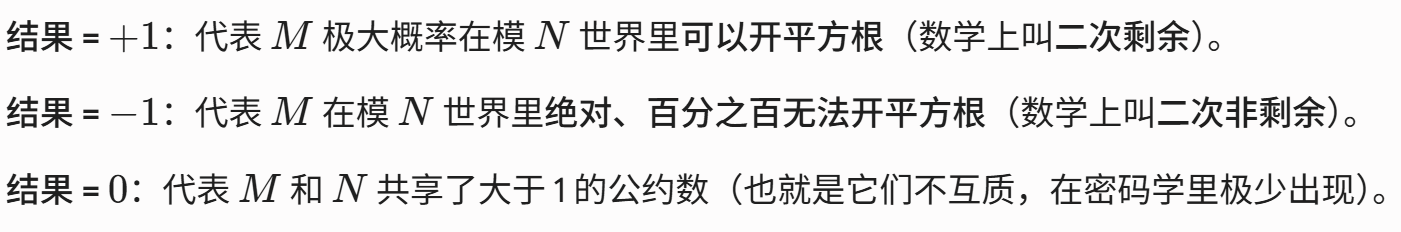 结果 = +1：代表 M 极大概率在模 N 世界里可以开平方根（数学上叫二次剩余）。
结果 = −1：代表 M 在模 N 世界里绝对、百分之百无法开平方根（数学上叫二次非剩余）。
结果 = 0：代表 M 和 N 共享了大于 1 的公约数（也就是它们不互质，在密码学里极少出现）。